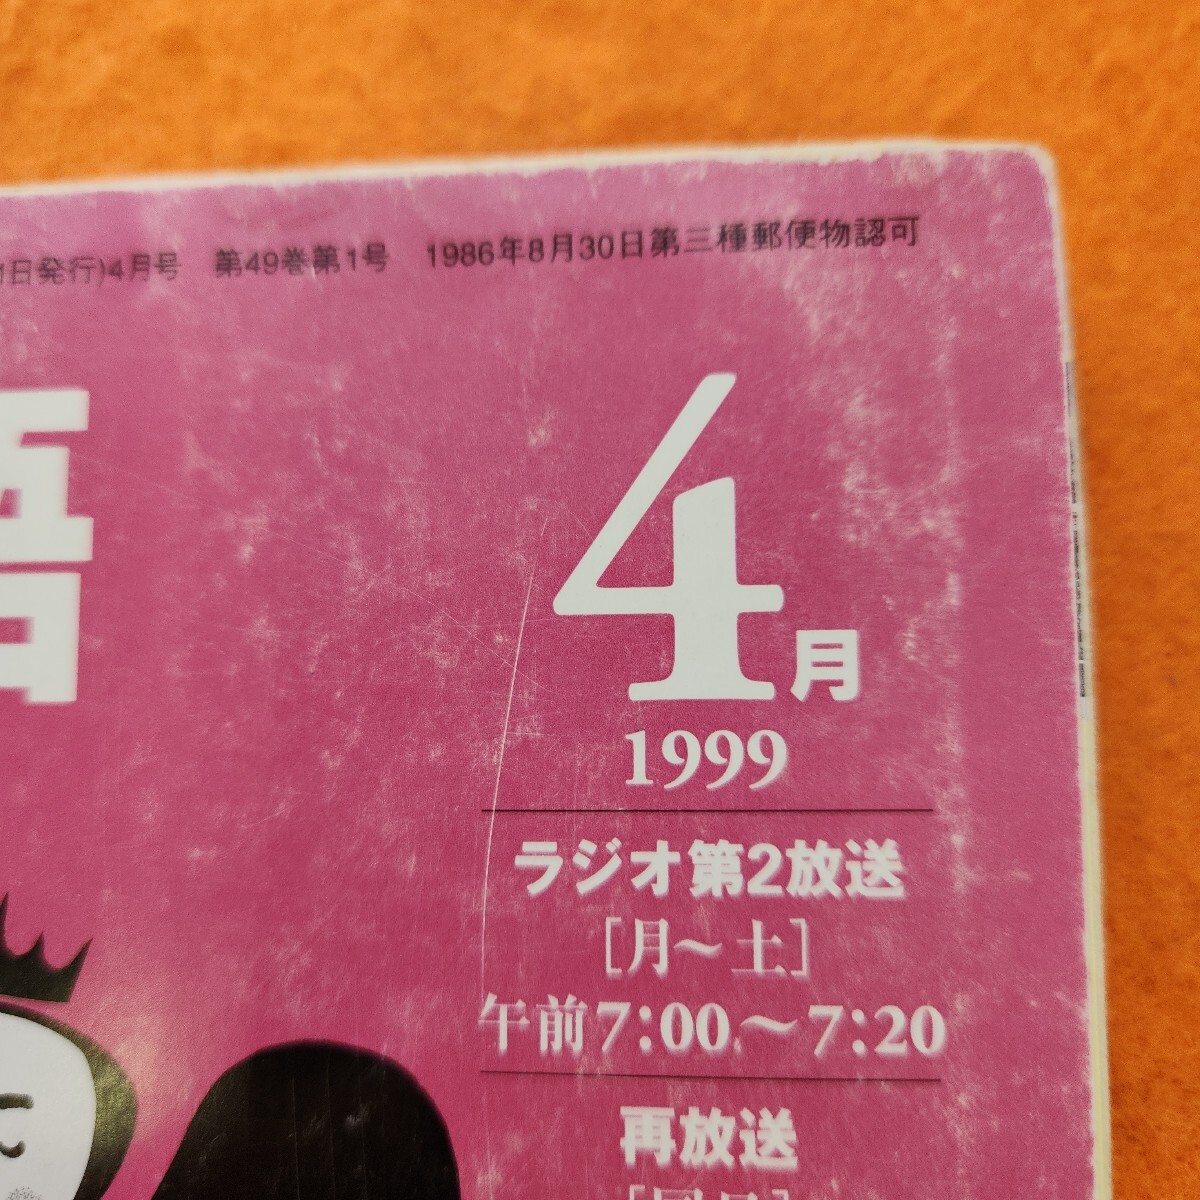 1日発行)4月号 第49巻第1号 1986年8月30日第三種郵便物認可
語
4月
1999
ラジオ第2放送
[月～土]
午前7:00～7:20
再放送